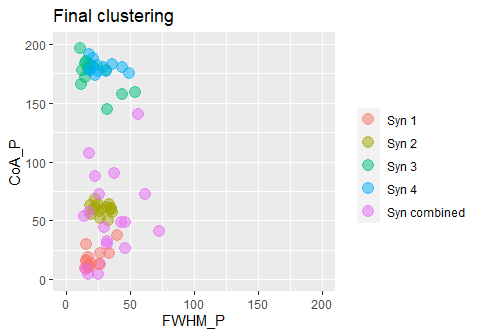 Final clustering
200
150
100
50
0
CoA_P
0 50 100 150 200
FWHM_P
Syn 1
Syn 2
Syn 3
Syn 4
Syn combined